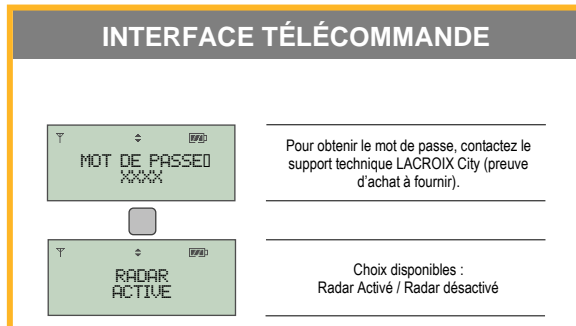 INTERFACE TÉLÉCOMMANDE
MOT DE PASSE
XXXX
Pour obtenir le mot de passe, contactez le
support technique LACROIX City (preuve
d'achat à fournir).
RADAR
ACTIVE
Choix disponibles :
Radar Activé / Radar désactivé